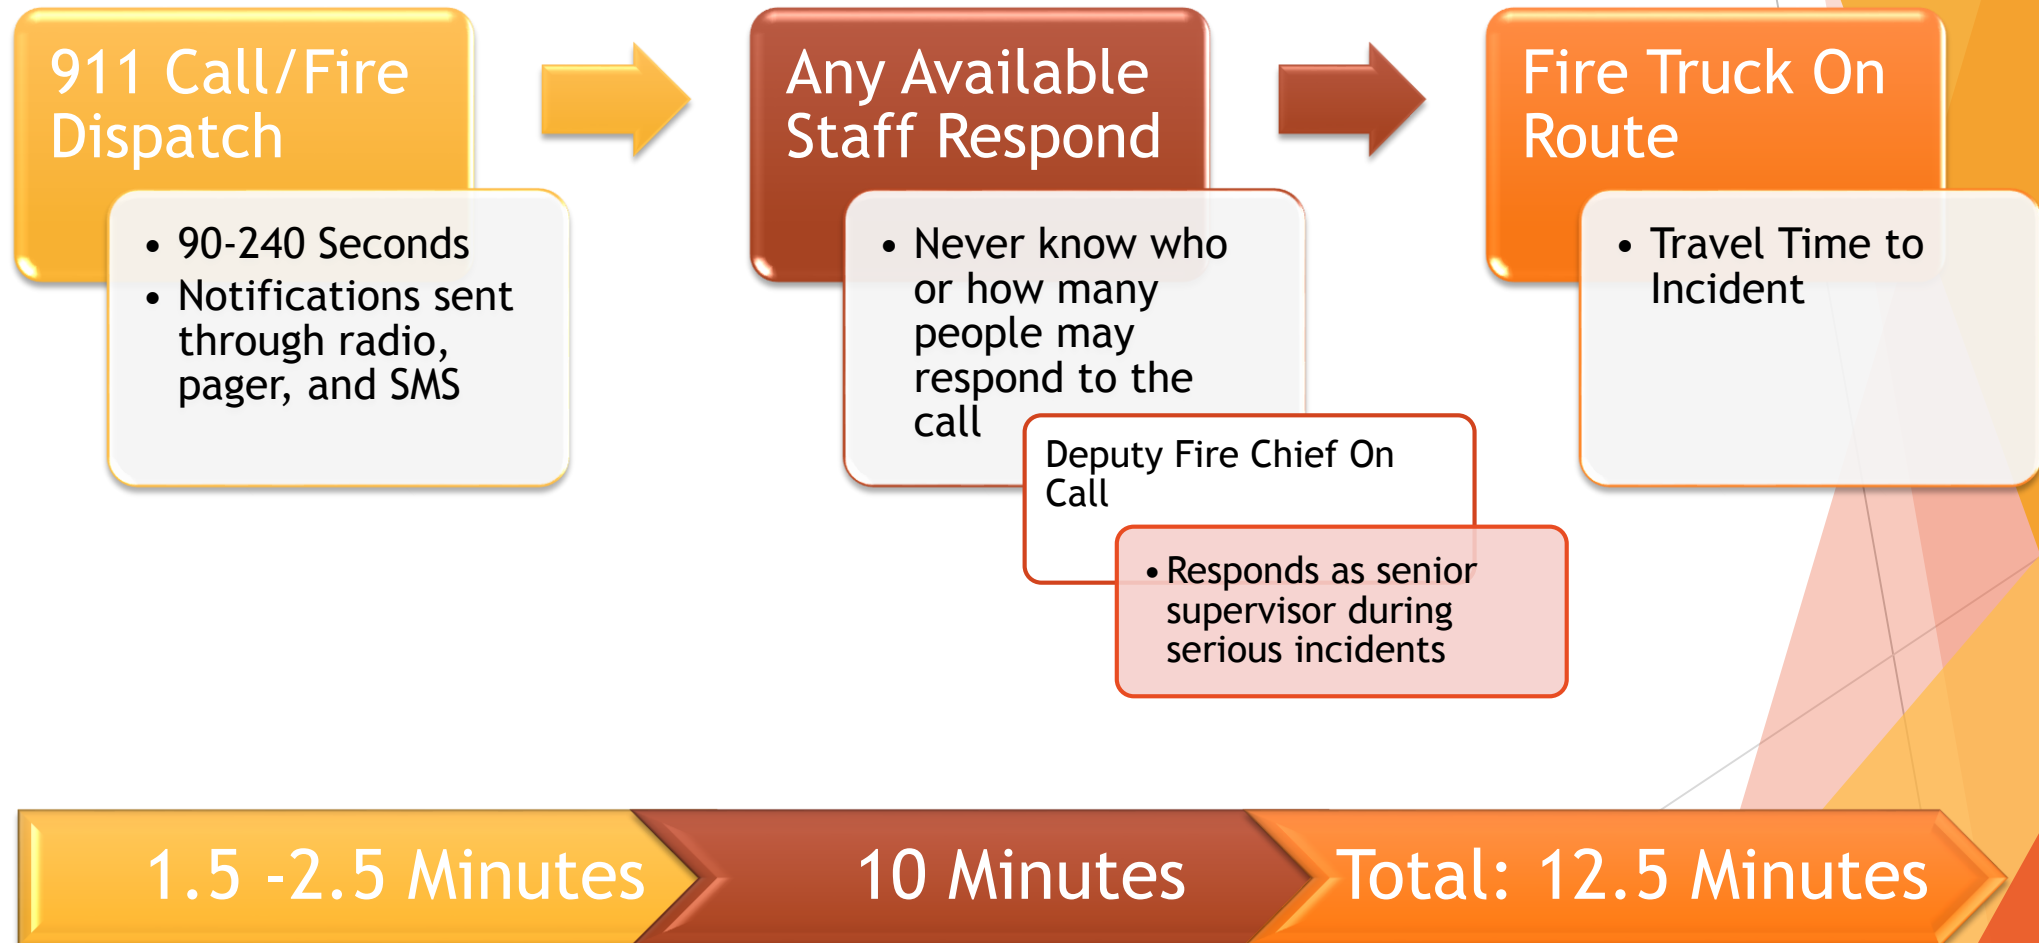 911 Call/Fire
Dispatch
• 90-240 Seconds
• Notifications sent
through radio,
pager, and SMS
Any Available
Staff Respond
• Never know who
or how many
people may
respond to the
call
Deputy Fire Chief On
Call
• Responds as senior
supervisor during
serious incidents
Fire Truck On
Route
• Travel Time to
Incident
1.5 -2.5 Minutes
10 Minutes
Total: 12.5 Minutes